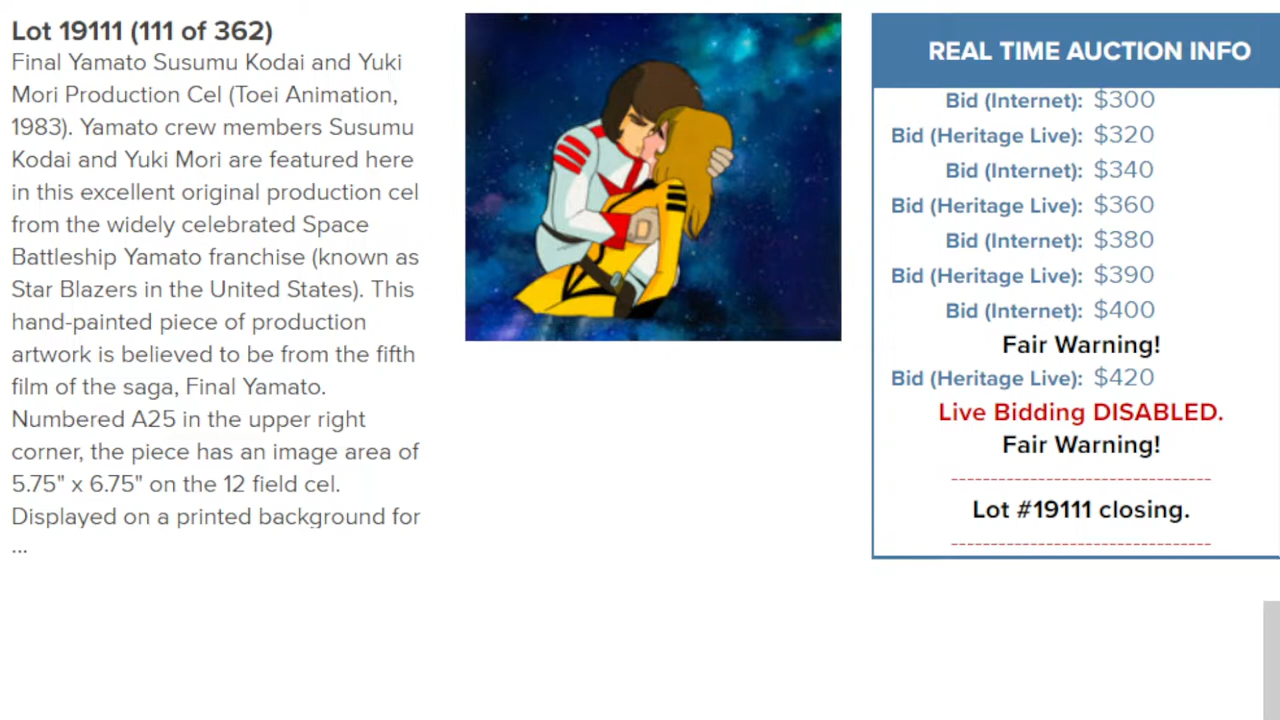 Lot 19111 (111 of 362)
Final Yamato Susumu Kodai and Yuki
Mori Production Cel (Toei Animation,
1983). Yamato crew members Susumu
Kodai and Yuki Mori are featured here
in this excellent original production cel
from the widely celebrated Space
Battleship Yamato franchise (known as
Star Blazers in the United States). This
hand-painted piece of production
artwork is believed to be from the fifth
film of the saga, Final Yamato.
Numbered A25 in the upper right
corner, the piece has an image area of
5.75" x 6.75" on the 12 field cel.
Displayed on a printed background for
...
REAL TIME AUCTION INFO
Bid (Internet): $300
Bid (Heritage Live): $320
Bid (Internet): $340
Bid (Heritage Live): $360
Bid (Internet): $380
Bid (Heritage Live): $390
Bid (Internet): $400
Fair Warning!
Bid (Heritage Live): $420
Live Bidding DISABLED.
Fair Warning!
Lot #19111 closing.